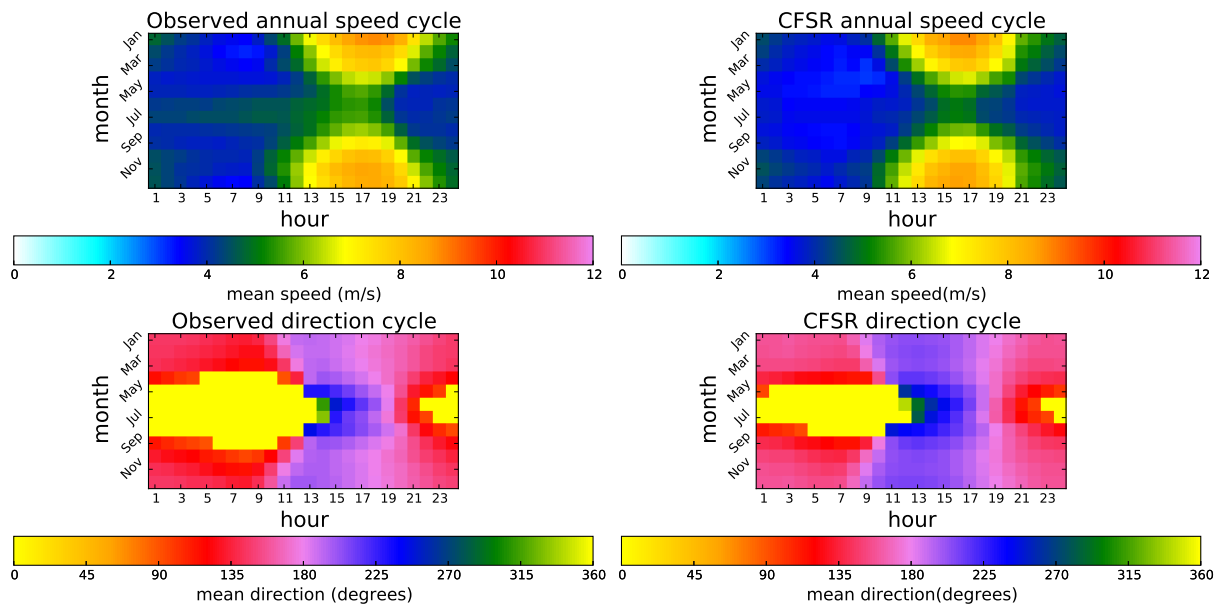 Observed annual speed cycle
month
Jan
Mar
May
Jul
Sep
Nov
1 3 5 7 9 11 13 15 17 19 21 23
hour
0 2 4 6 8 10 12
mean speed (m/s)
CFSR annual speed cycle
month
Jan
Mar
May
Jul
Sep
Nov
1 3 5 7 9 11 13 15 17 19 21 23
hour
0 2 4 6 8 10 12
mean speed(m/s)
Observed direction cycle
month
Jan
Mar
May
Jul
Sep
Nov
1 3 5 7 9 11 13 15 17 19 21 23
hour
0 45 90 135 180 225 270 315 360
mean direction (degrees)
CFSR direction cycle
month
Jan
Mar
May
Jul
Sep
Nov
1 3 5 7 9 11 13 15 17 19 21 23
hour
0 45 90 135 180 225 270 315 360
mean direction(degrees)